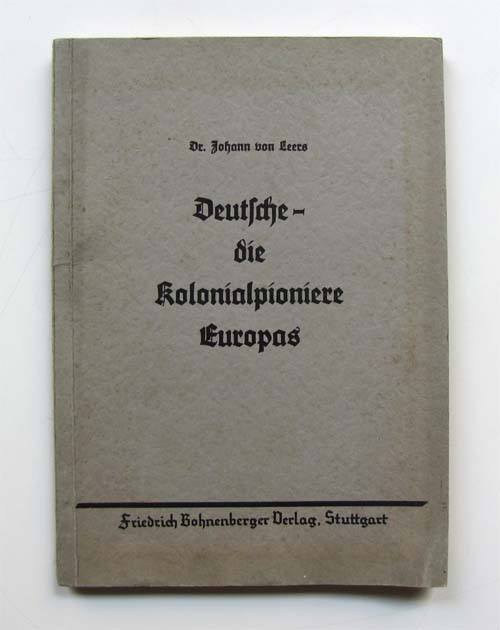 Dr. Johann von Leers
Deutsche –
die
Kolonialpioniere
Europas
Friedrich Bohnenberger Verlag, Stuttgart